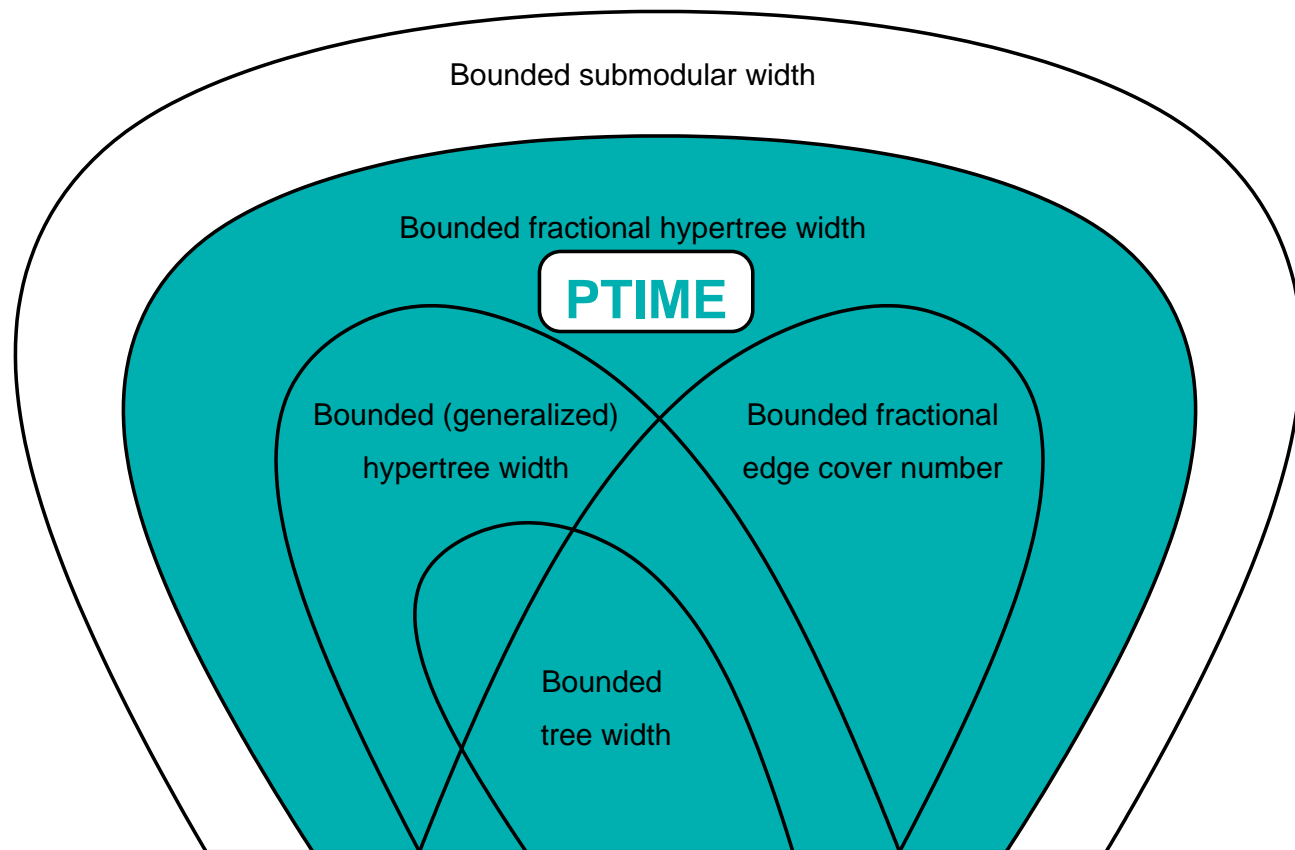 Bounded submodular width
Bounded fractional hypertree width
PTIME
Bounded (generalized)
hypertree width
Bounded fractional
edge cover number
Bounded
tree width